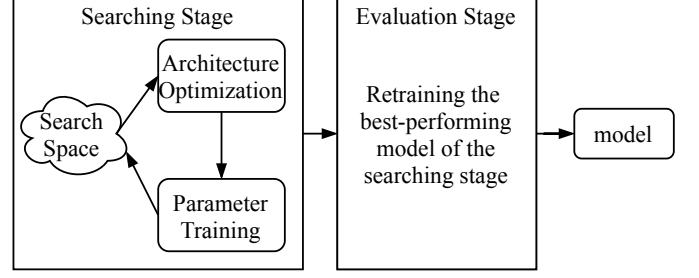 Searching Stage
Search
Space
Architecture
Optimization
Parameter
Training
Evaluation Stage
Retraining the
best-performing
model of the
searching stage
model